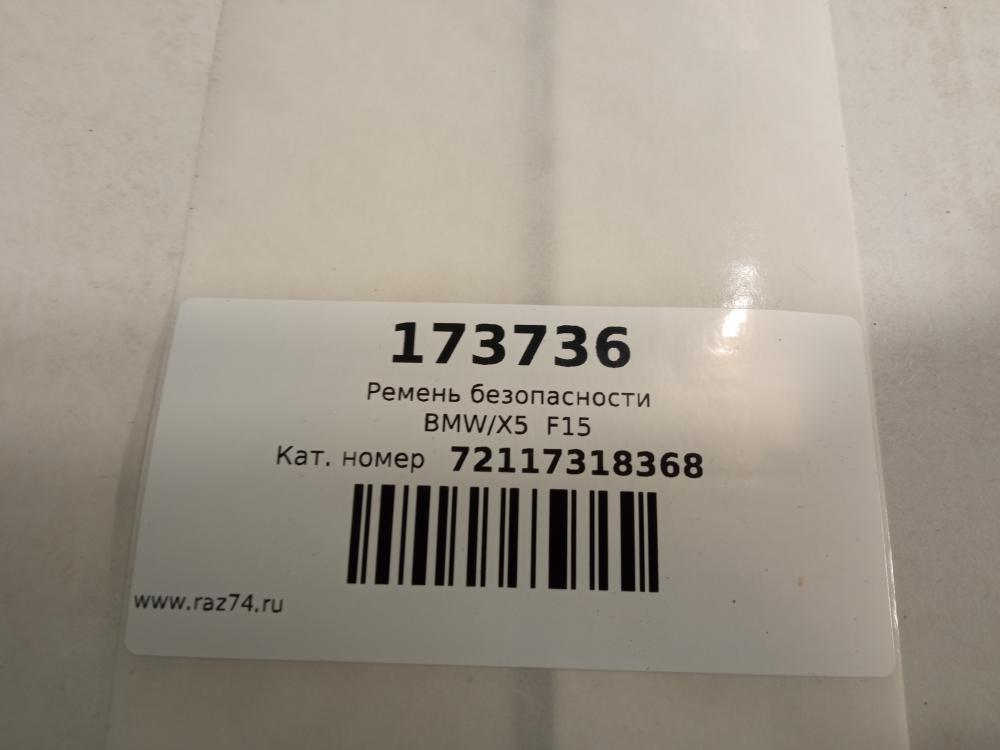 173736
Ремень безопасности
BMW/X5 F15
Кат. номер 72117318368
www.raz74.ru